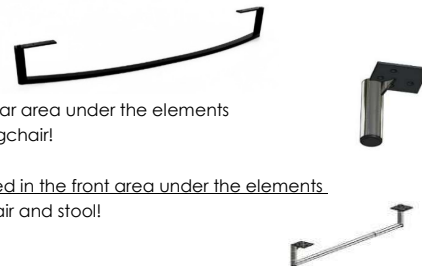 ar area under the elements
gchair!
ed in the front area under the elements
air and stool!